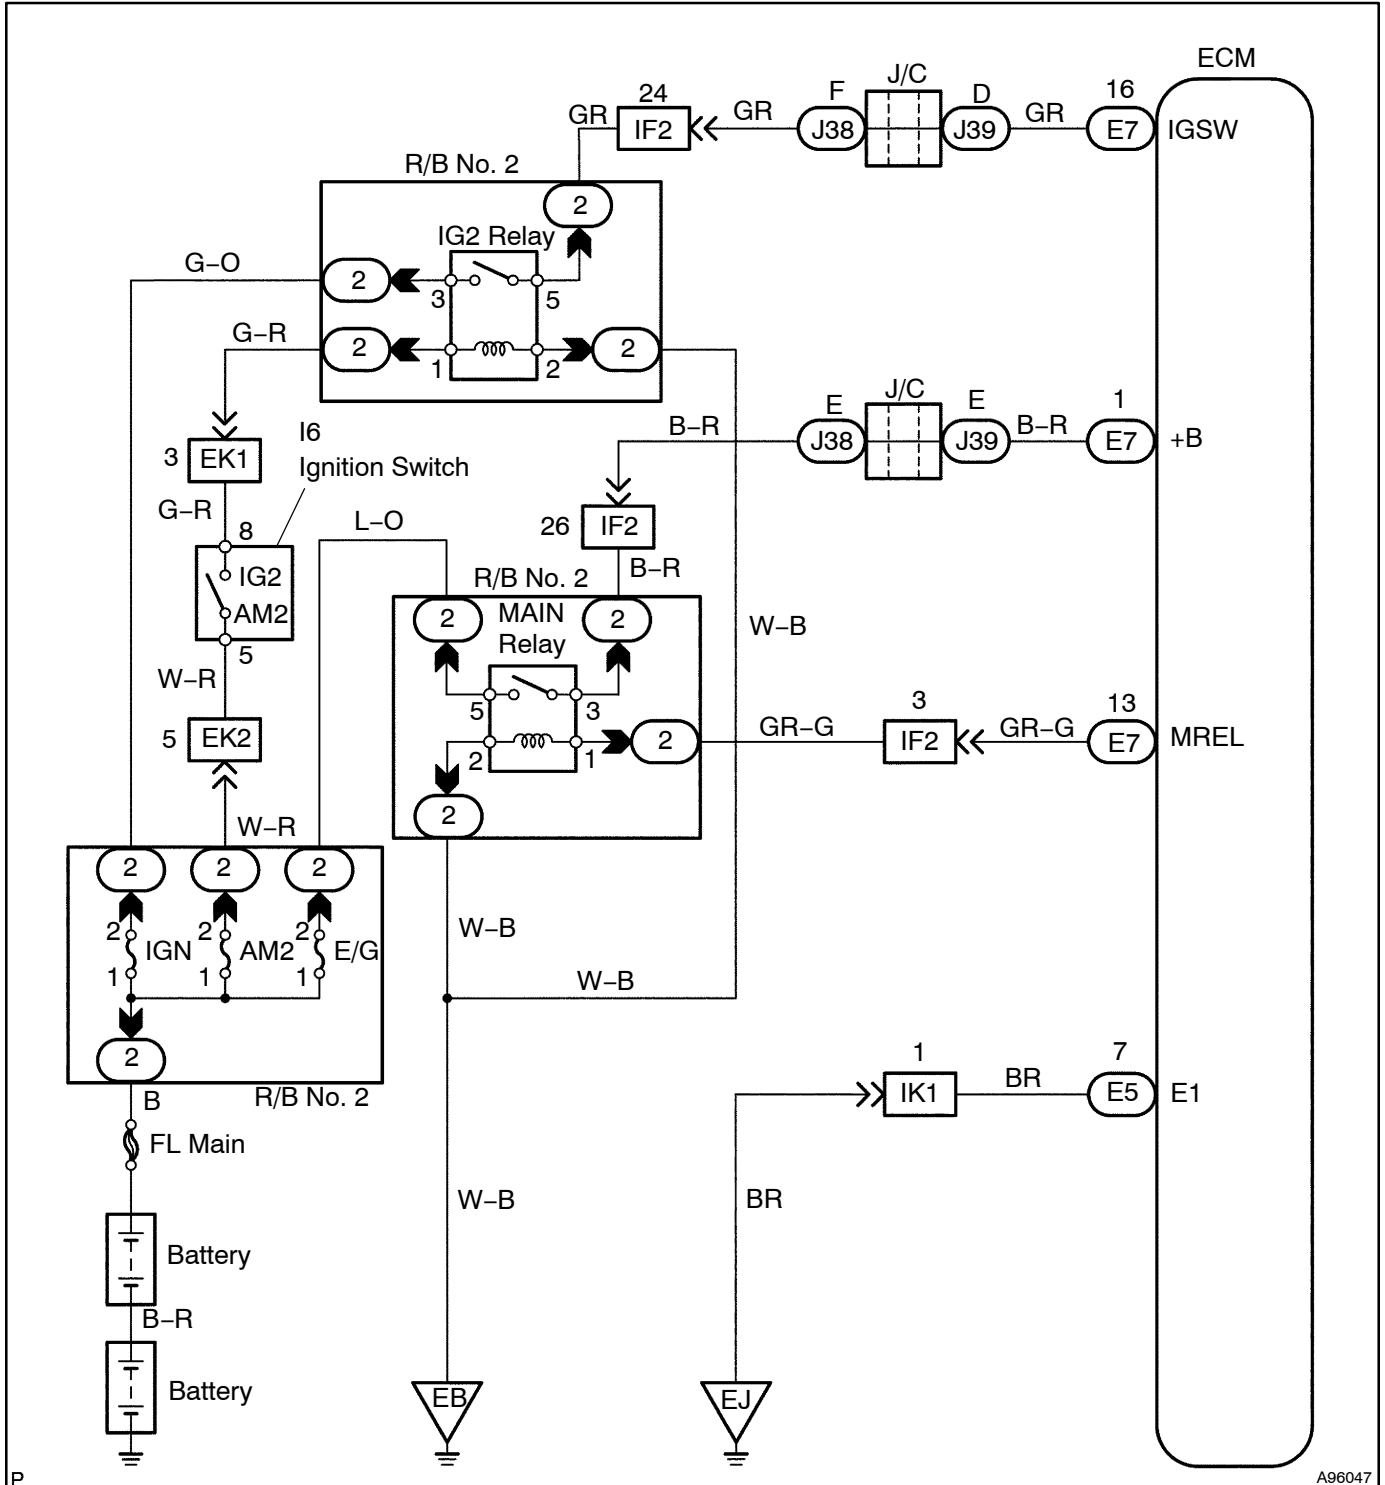 ECM
24
F
J/C
D
16
GR
IF2
GR
J38
J39
GR
E7
IGSW
R/B No. 2
2
IG2 Relay
G–O
2
3
5
G–R
2
1
2
2
J/C
E
E
1
B–R
J38
J39
B–R
E7
+B
3
EK1
I6
Ignition Switch
G–R
8
L–O
26
IF2
IG2
AM2
R/B No. 2
B–R
5
2
MAIN
Relay
2
W–B
W–R
5
3
3
13
5
EK2
2
1
2
GR–G
IF2
GR–G
E7
MREL
2
W–R
2
2
2
2
IGN
2
AM2
2
E/G
1
1
1
W–B
W–B
2
R/B No. 2
B
1
7
IK1
BR
E5
E1
FL Main
W–B
BR
Battery
B–R
Battery
EB
EJ
P
A96047